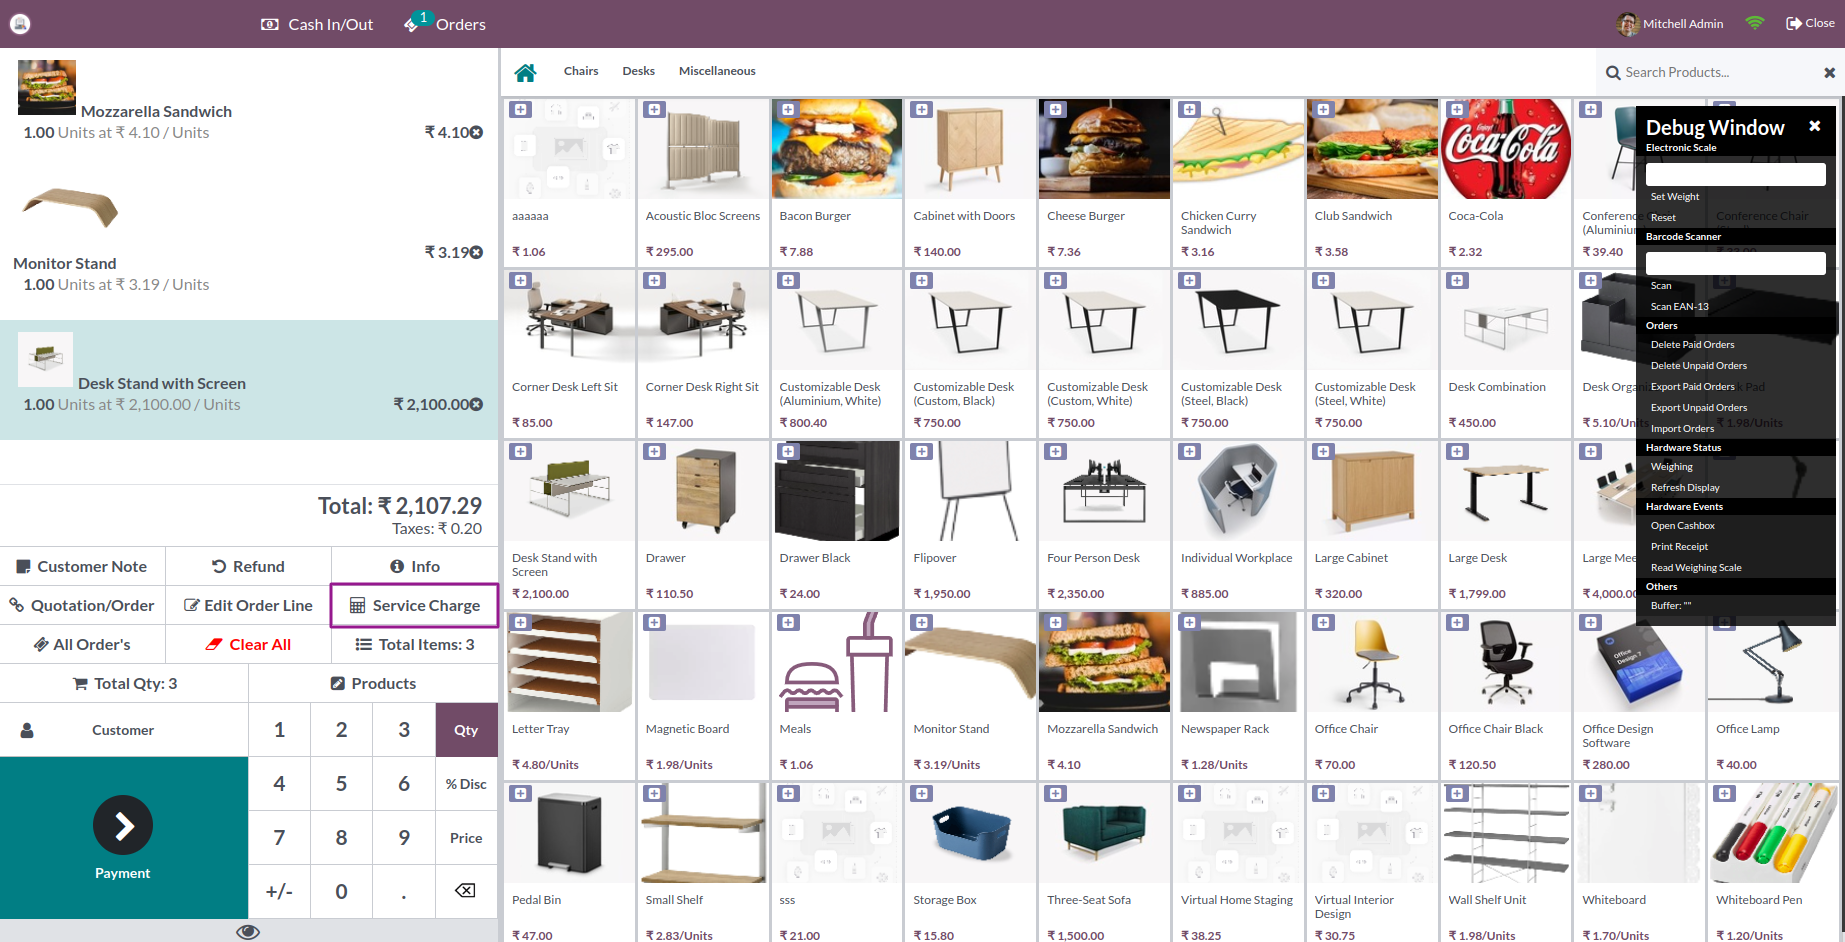 Cash In/Out
1
Orders
Mitchell Admin
Close
Mozzarella Sandwich
1.00 Units at ₹ 4.10 / Units
₹ 4.10
Monitor Stand
1.00 Units at ₹ 3.19 / Units
₹ 3.19
Desk Stand with Screen
1.00 Units at ₹ 2,100.00 / Units
₹ 2,100.00
Total: ₹ 2,107.29
Taxes: ₹ 0.20
Customer Note
Refund
Info
Quotation/Order
Edit Order Line
Service Charge
All Order's
Clear All
Total Items: 3
Total Qty: 3
Products
Customer
1
2
3
Qty
4
5
6
% Disc
7
8
9
Price
+/-
0
.
Payment
Chairs
Desks
Miscellaneous
Search Products...
aaaaaa
₹ 1.06
Acoustic Bloc Screens
₹ 295.00
Bacon Burger
₹ 7.88
Cabinet with Doors
₹ 140.00
Cheese Burger
₹ 7.36
Chicken Curry
Sandwich
₹ 3.16
Club Sandwich
₹ 3.58
Enjoy
Coca-Cola
Coca-Cola
₹ 2.32
Conference Chair
(Aluminium)
₹ 39.40
Conference Chair
Corner Desk Left Sit
₹ 85.00
Corner Desk Right Sit
₹ 147.00
Customizable Desk
(Aluminium, White)
₹ 800.40
Customizable Desk
(Custom, Black)
₹ 750.00
Customizable Desk
(Custom, White)
₹ 750.00
Customizable Desk
(Steel, Black)
₹ 750.00
Customizable Desk
(Steel, White)
₹ 750.00
Desk Combination
₹ 450.00
Desk Organi
₹ 5.10/Units
Pad
₹ 1.98/Units
Desk Stand with
Screen
₹ 2,100.00
Drawer
₹ 110.50
Drawer Black
₹ 24.00
Flipover
₹ 1,950.00
Four Person Desk
₹ 2,350.00
Individual Workplace
₹ 885.00
Large Cabinet
₹ 320.00
Large Desk
₹ 1,799.00
Large Mee
₹ 4,000.00
Letter Tray
₹ 4.80/Units
Magnetic Board
₹ 1.98/Units
Meals
₹ 1.06
Monitor Stand
₹ 3.19/Units
Mozzarella Sandwich
₹ 4.10
Newspaper Rack
₹ 1.28/Units
Office Chair
₹ 70.00
Office Chair Black
₹ 120.50
Office
Design 7
Office Design
Software
₹ 280.00
Office Lamp
₹ 40.00
Pedal Bin
₹ 47.00
Small Shelf
₹ 2.83/Units
sss
₹ 21.00
Storage Box
₹ 15.80
Three-Seat Sofa
₹ 1,500.00
Virtual Home Staging
₹ 38.25
Virtual Interior
Design
₹ 30.75
Wall Shelf Unit
₹ 1.98/Units
Whiteboard
₹ 1.70/Units
Whiteboard Pen
₹ 1.20/Units
Debug Window
Electronic Scale
Set Weight
Reset
Barcode Scanner
Scan
Scan EAN-13
Orders
Delete Paid Orders
Delete Unpaid Orders
Export Paid Orders
Export Unpaid Orders
Import Orders
Hardware Status
Weighing
Refresh Display
Hardware Events
Open Cashbox
Print Receipt
Read Weighing Scale
Others
Buffer: ""